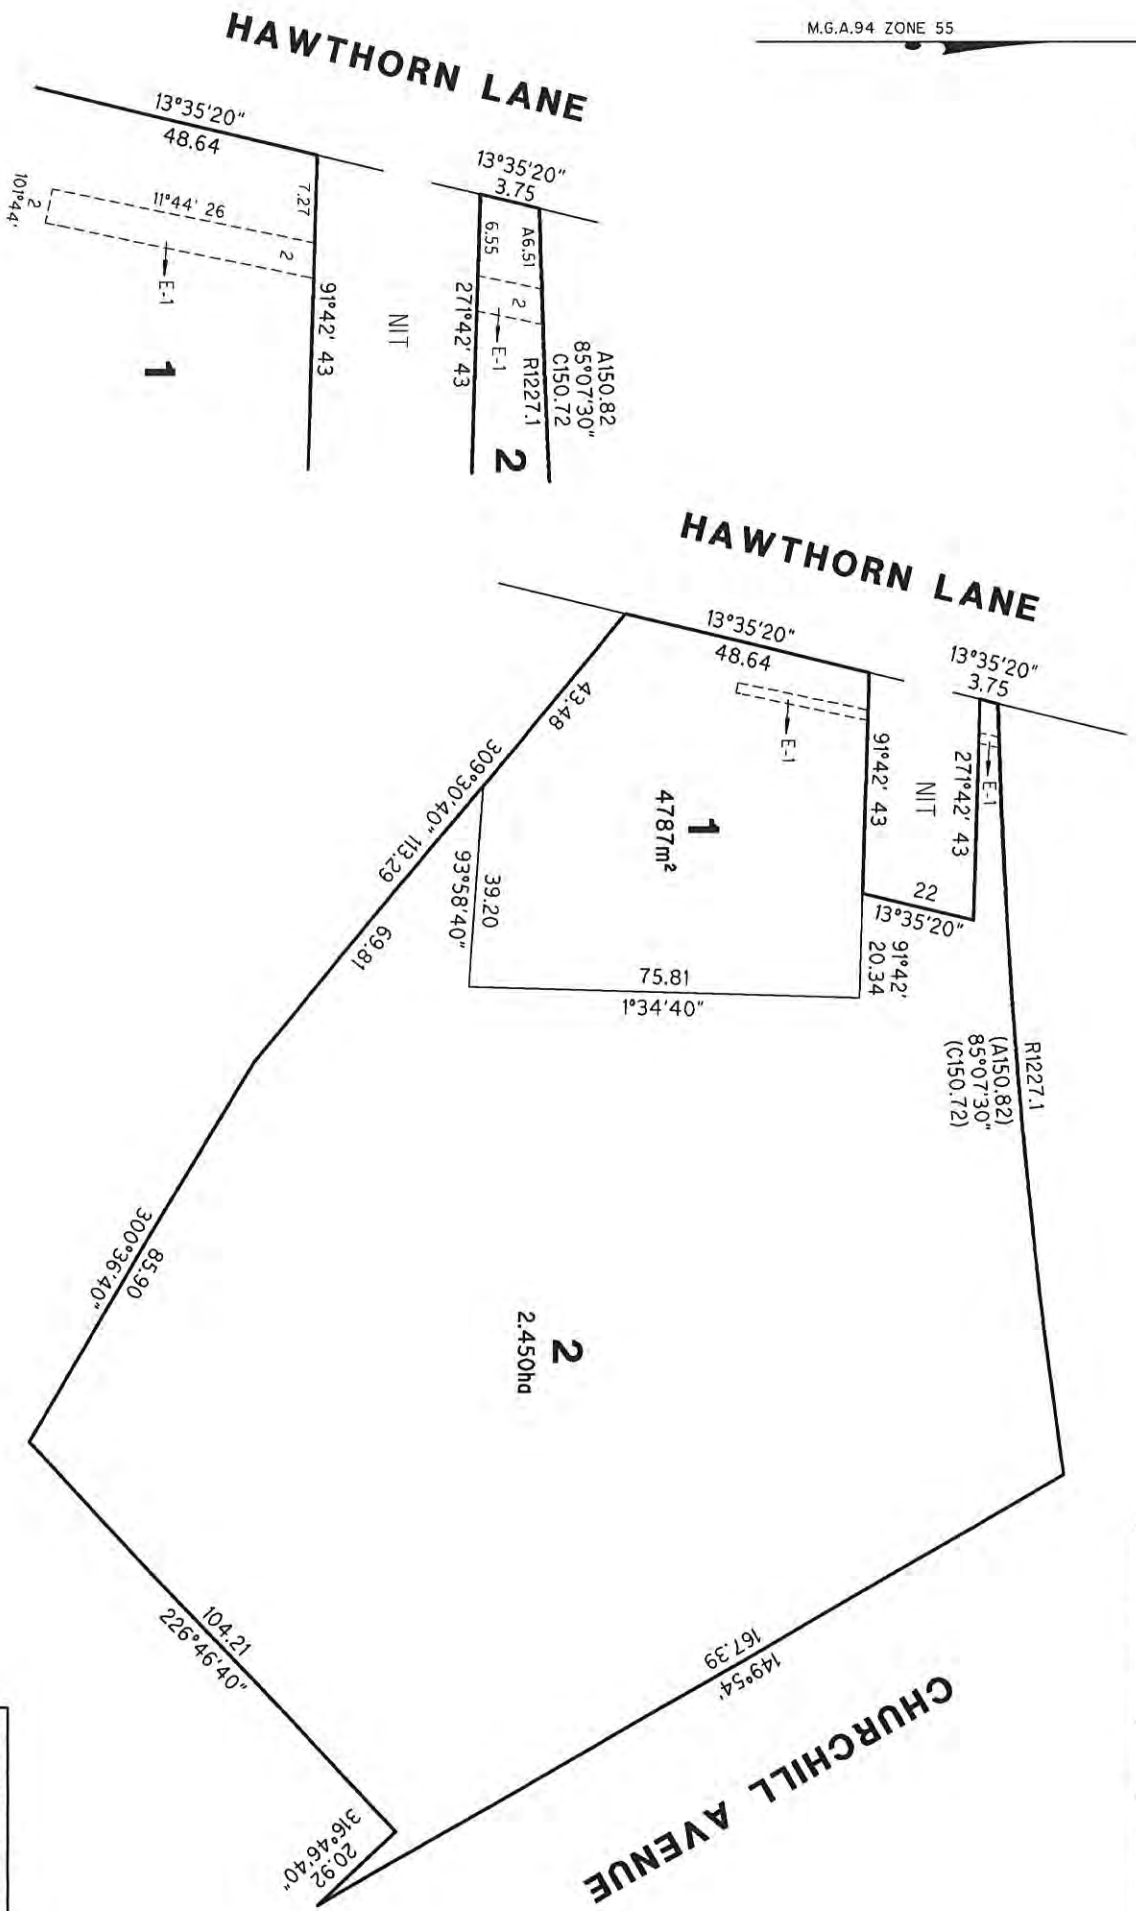 M.G.A.94 ZONE 55
HAWTHORN LANE
13°35'20"
48.64
7.27
11°44' 26
2
2
101°44'
E-1
1
91°42' 43
NIT
13°35'20"
3.75
A6.51
6.55
2
E-1
271°42' 43
R1227.1
A150.82
85°07'30"
C150.72
2
HAWTHORN LANE
13°35'20"
48.64
13°35'20"
3.75
E-1
E-1
91°42' 43
NIT
271°42' 43
22
13°35'20"
91°42'
20.34
1
4787m²
43.48
309°30'40" 113.29
69.81
39.20
93°58'40"
75.81
1°34'40"
R1227.1
(A150.82)
85°07'30"
(C150.72)
85.90
300°36'40"
2
2.450ha
104.21
226°46'40"
167.39
149°54'
CHURCHILL AVENUE
316°46'40"
20.92